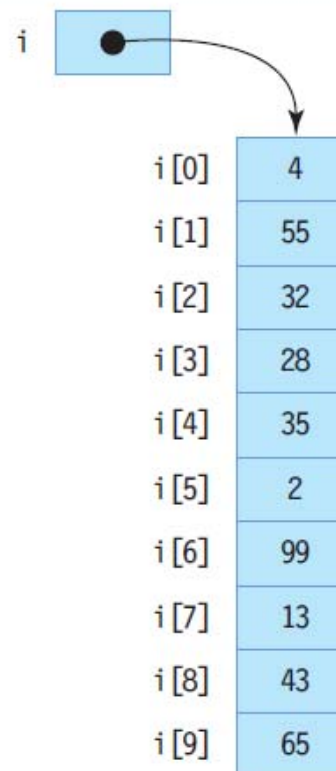 i
i[0] 4
i[1] 55
i[2] 32
i[3] 28
i[4] 35
i[5] 2
i[6] 99
i[7] 13
i[8] 43
i[9] 65